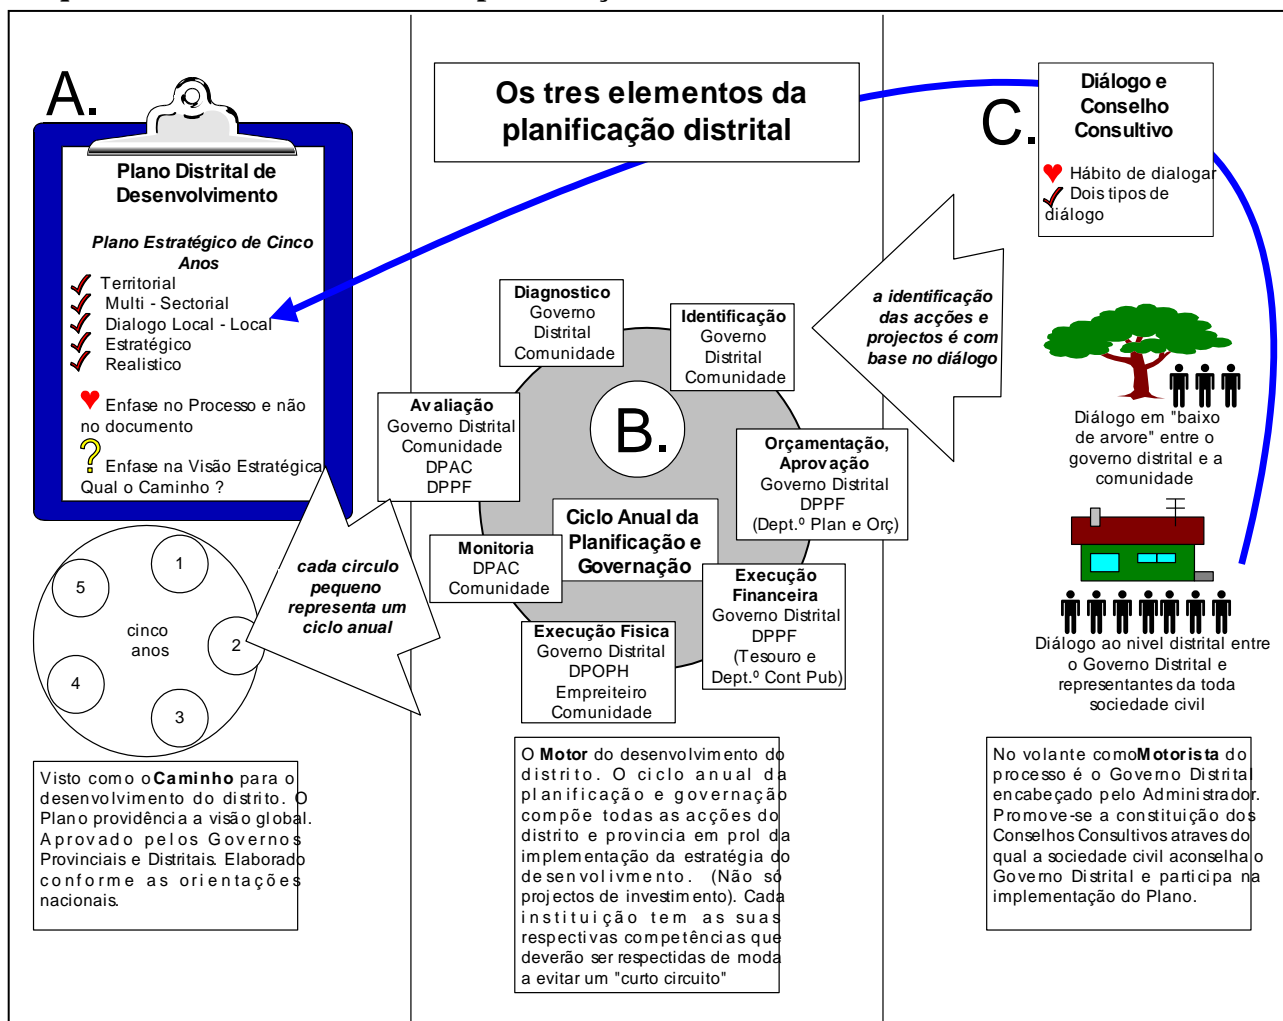 Os tres elementos da
planificação distrital
A.
Plano Distrital de
Desenvolvimento
Plano Estratégico de Cinco
Anos
Territorial
Multi - Sectorial
Dialogo Local - Local
Estratégico
Realistico
Enfase no Processo e não
no documento
Enfase na Visão Estratégica
Qual o Caminho ?
1
2
3
4
5
cinco
anos
cada circulo
pequeno
representa um
ciclo anual
Visto como o Caminho para o
desenvolvimento do distrito. O
Plano providência a visão global.
Aprovado pelos Governos
Provinciais e Distritais. Elaborado
conforme as orientações
nacionais.
B.
Ciclo Anual da
Planificação e
Governação
Diagnostico
Governo
Distrital
Comunidade
Identificação
Governo
Distrital
Comunidade
Orçamentação,
Aprovação
Governo Distrital
DPPF
(Dept.º Plan e Orç)
Execução
Financeira
Governo Distrital
DPPF
(Tesouro e
Dept.º Cont Pub)
Execução Fisica
Governo Distrital
DPOPH
Empreiteiro
Comunidade
Monitoria
DPAC
Comunidade
Avaliação
Governo Distrital
Comunidade
DPAC
DPPF
O Motor do desenvolvimento do
distrito. O ciclo anual da
planificação e governação
compõe todas as acções do
distrito e provincia em prol da
implementação da estratégia do
desenvolivmento. (Não só
projectos de investimento). Cada
instituição tem as suas
respectivas competências que
deverão ser respectidas de moda
a evitar um "curto circuito"
C.
Diálogo e
Conselho
Consultivo
Hábito de dialogar
Dois tipos de
diálogo
a identificação
das acções e
projectos é com
base no diálogo
Diálogo em "baixo
de arvore" entre o
governo distrital e a
comunidade
Diálogo ao nivel distrital entre
o Governo Distrital e
representantes da toda
sociedade civil
No volante como Motorista do
processo é o Governo Distrital
encabeçado pelo Administrador.
Promove-se a constituição dos
Conselhos Consultivos atraves do
qual a sociedade civil aconselha o
Governo Distrital e participa na
implementação do Plano.